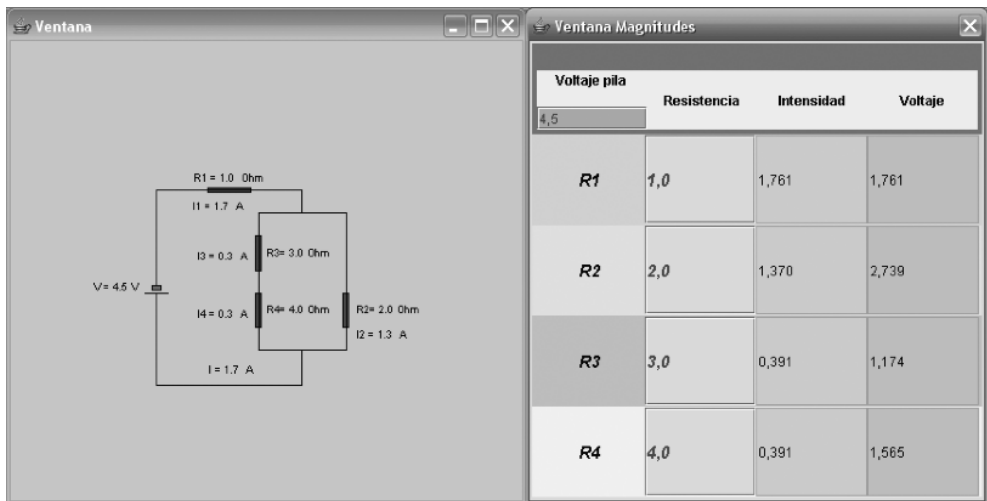 Ventana
R1 = 1.0 Ohm
I1 = 1.7 A
I3 = 0.3 A
R3= 3.0 Ohm
V= 4.5 V
I4 = 0.3 A
R4= 4.0 Ohm
R2= 2.0 Ohm
I2 = 1.3 A
I = 1.7 A
Ventana Magnitudes
Voltaje pila Resistencia Intensidad Voltaje
4,5
R1 1,0 1,761 1,761
R2 2,0 1,370 2,739
R3 3,0 0,391 1,174
R4 4,0 0,391 1,565